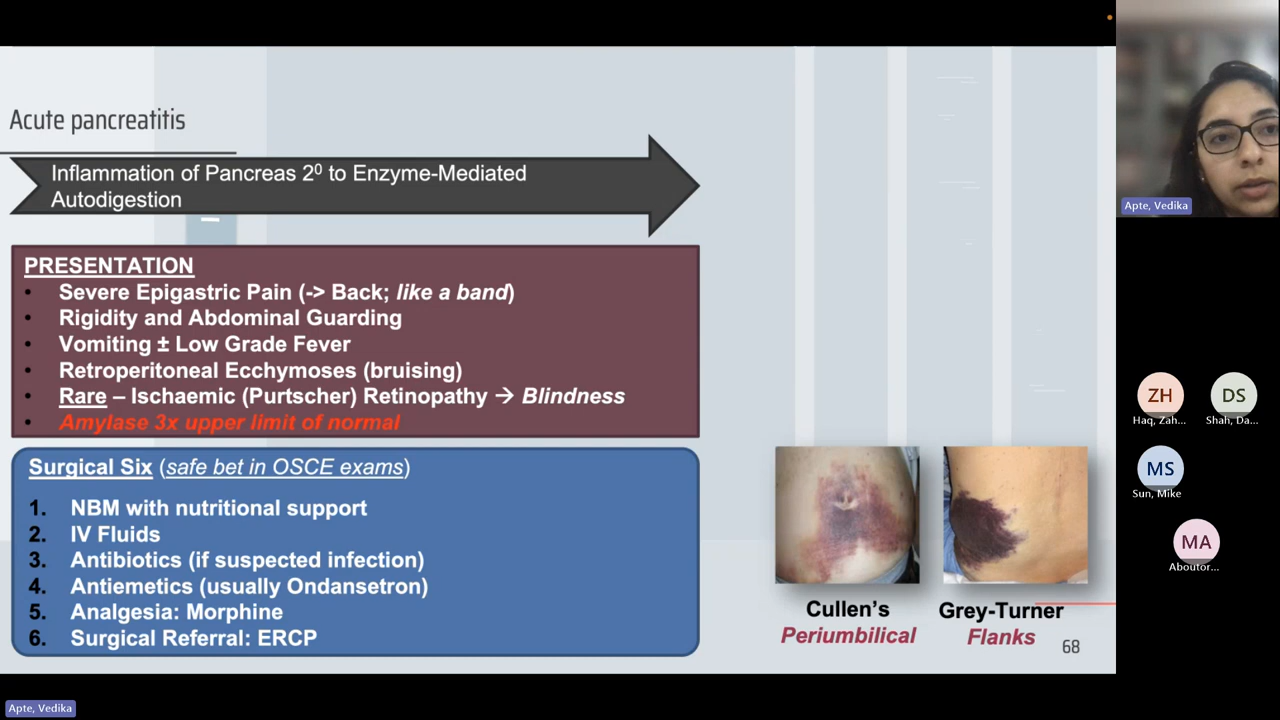 Acute pancreatitis
Inflammation of Pancreas 2⁰ to Enzyme-Mediated
Autodigestion
PRESENTATION
• Severe Epigastric Pain (-> Back; like a band)
• Rigidity and Abdominal Guarding
• Vomiting ± Low Grade Fever
• Retroperitoneal Ecchymoses (bruising)
• Rare – Ischaemic (Purtscher) Retinopathy → Blindness
• Amylase 3x upper limit of normal
Surgical Six (safe bet in OSCE exams)
1. NBM with nutritional support
2. IV Fluids
3. Antibiotics (if suspected infection)
4. Antiemetics (usually Ondansetron)
5. Analgesia: Morphine
6. Surgical Referral: ERCP
Cullen's
Periumbilical
Grey-Turner
Flanks
68
Apte, Vedika
ZH
Haq, Zah...
DS
Shah, Da...
MS
Sun, Mike
MA
Aboutor...
Apte, Vedika